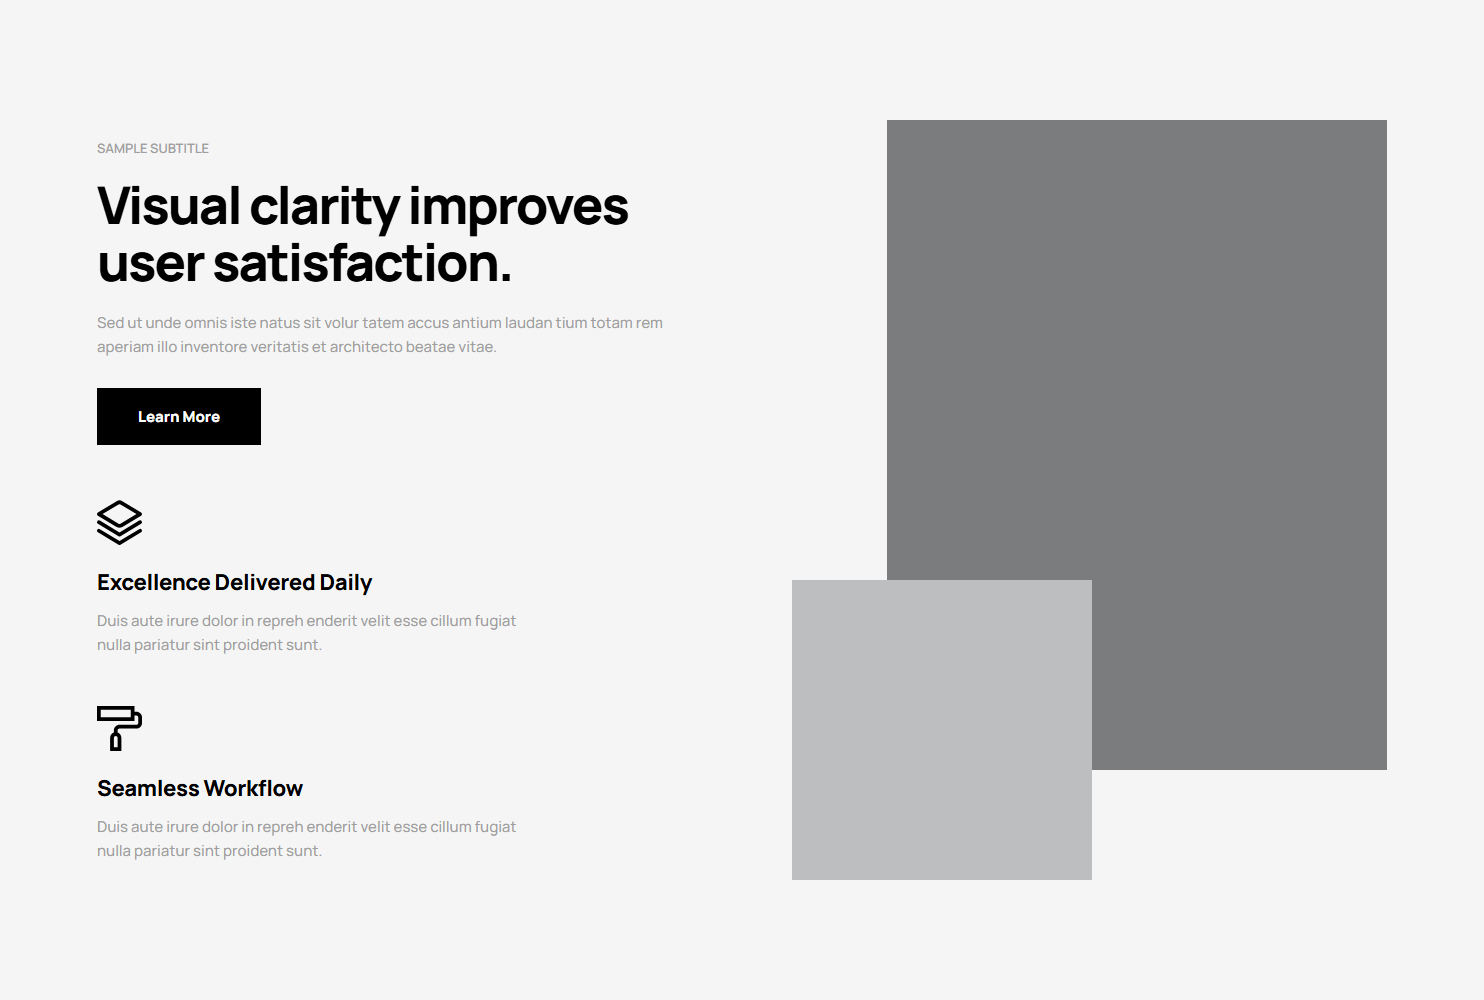 SAMPLE SUBTITLE
Visual clarity improves
user satisfaction.
Sed ut unde omnis iste natus sit volur tatem accus antium laudan tium totam rem
aperiam illo inventore veritatis et architecto beatae vitae.
Learn More
Excellence Delivered Daily
Duis aute irure dolor in repreh enderit velit esse cillum fugiat
nulla pariatur sint proident sunt.
Seamless Workflow
Duis aute irure dolor in repreh enderit velit esse cillum fugiat
nulla pariatur sint proident sunt.